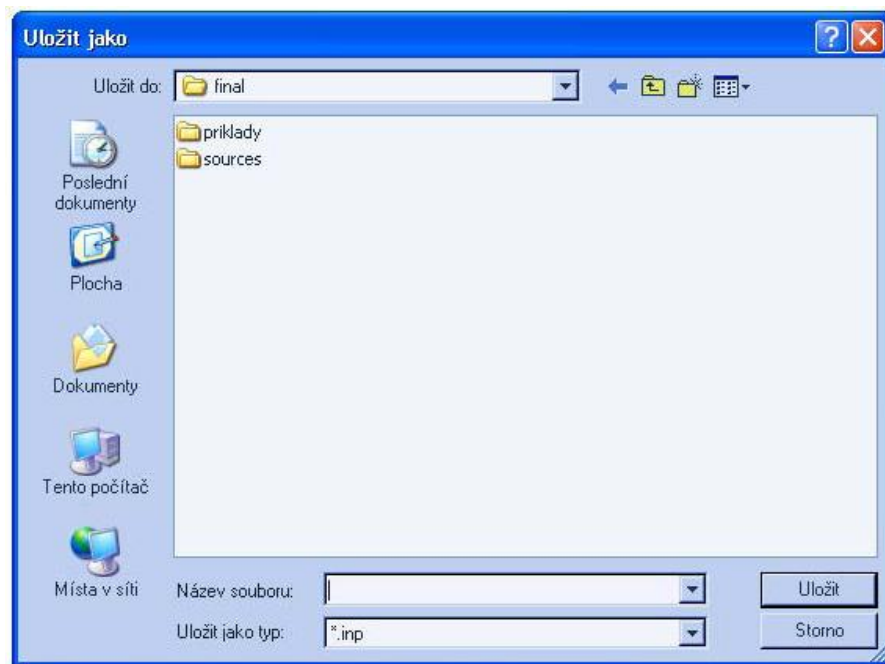 Uložit jako
Uložit do: final
priklady
sources
Poslední
dokumenty
Plocha
Dokumenty
Tento počítač
Místa v síti
Název souboru:
Uložit
Uložit jako typ: *.inp
Storno